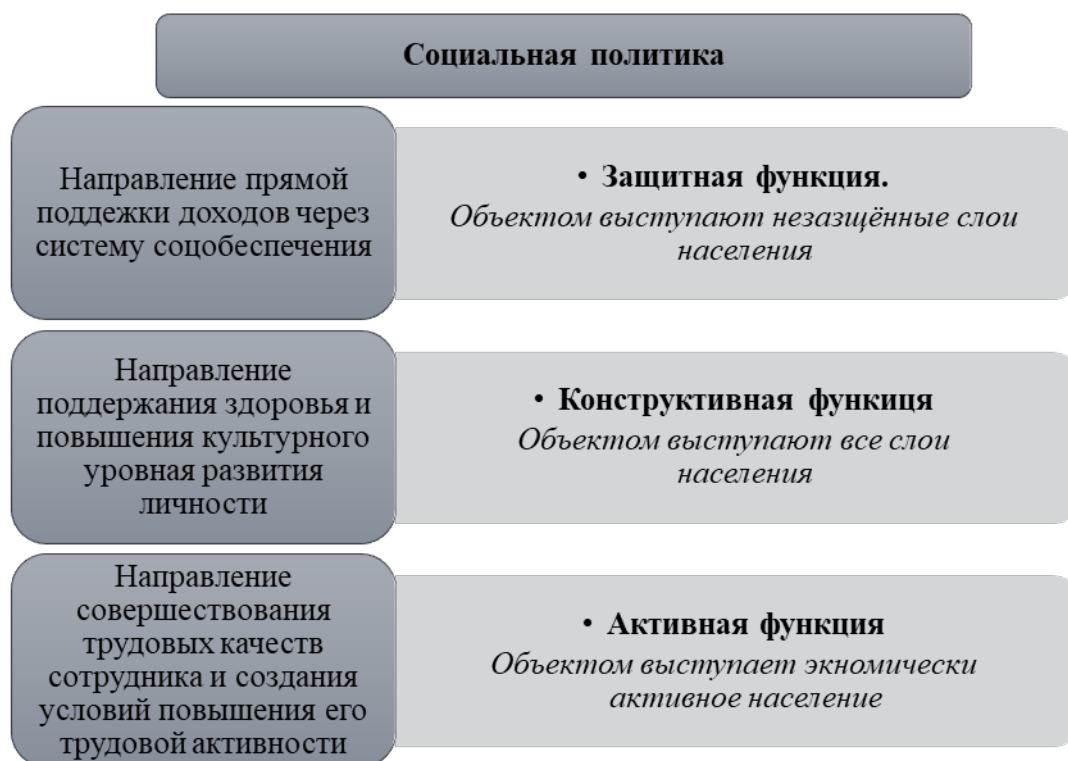 Социальная политика
Направление прямой
поддежки доходов через
систему соцобеспечения
• Защитная функция.
Объектом выступают незазщённые слои
населения
Направление
поддержания здоровья и
повышения культурного
уровная развития
личности
• Конструктивная функиця
Объектом выступают все слои
населения
Направление
совершествования
трудовых качеств
сотрудника и создания
условий повышения его
трудовой активности
• Активная функция
Объектом выступает экномически
активное население